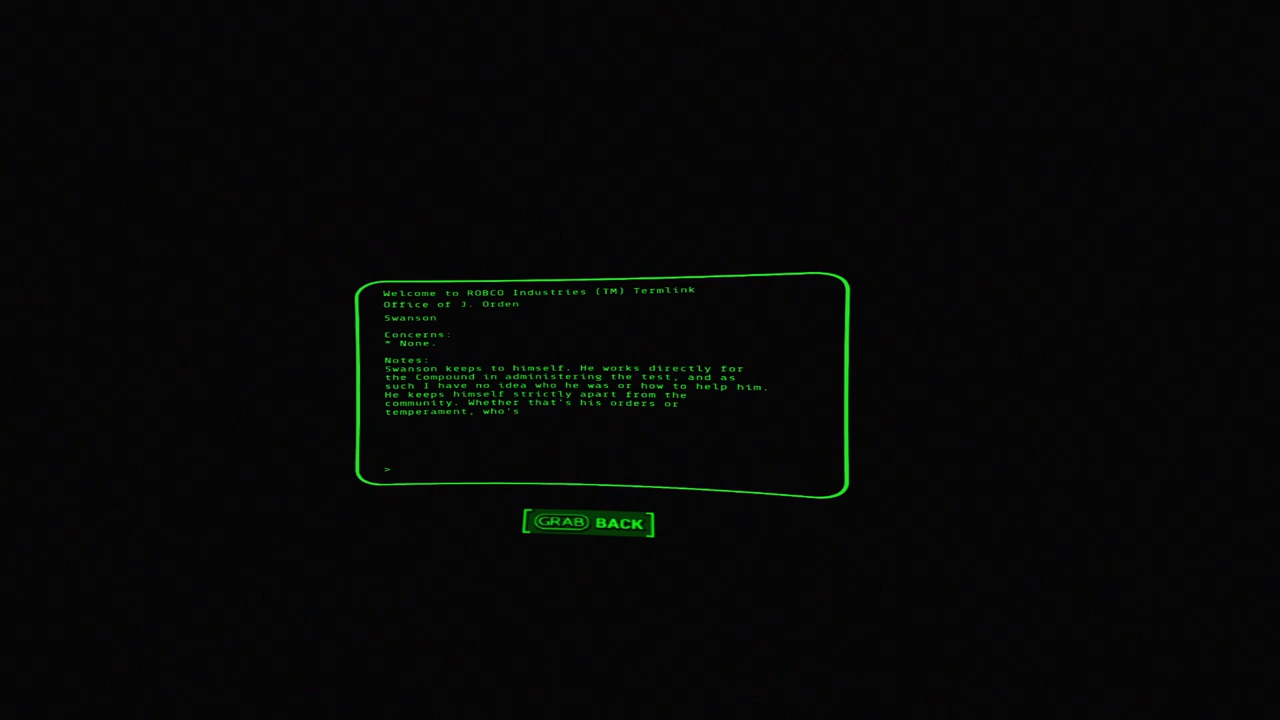 Welcome to ROBCO Industries (TM) Termlink
Office of J. Orden
Swanson
Concerns:
* None.
Notes:
Swanson keeps to himself. He works directly for
the Compound in administering the test, and as
such I have no idea who he was or how to help him.
He keeps himself strictly apart from the
community. Whether that's his orders or
temperament, who's
>
GRAB BACK